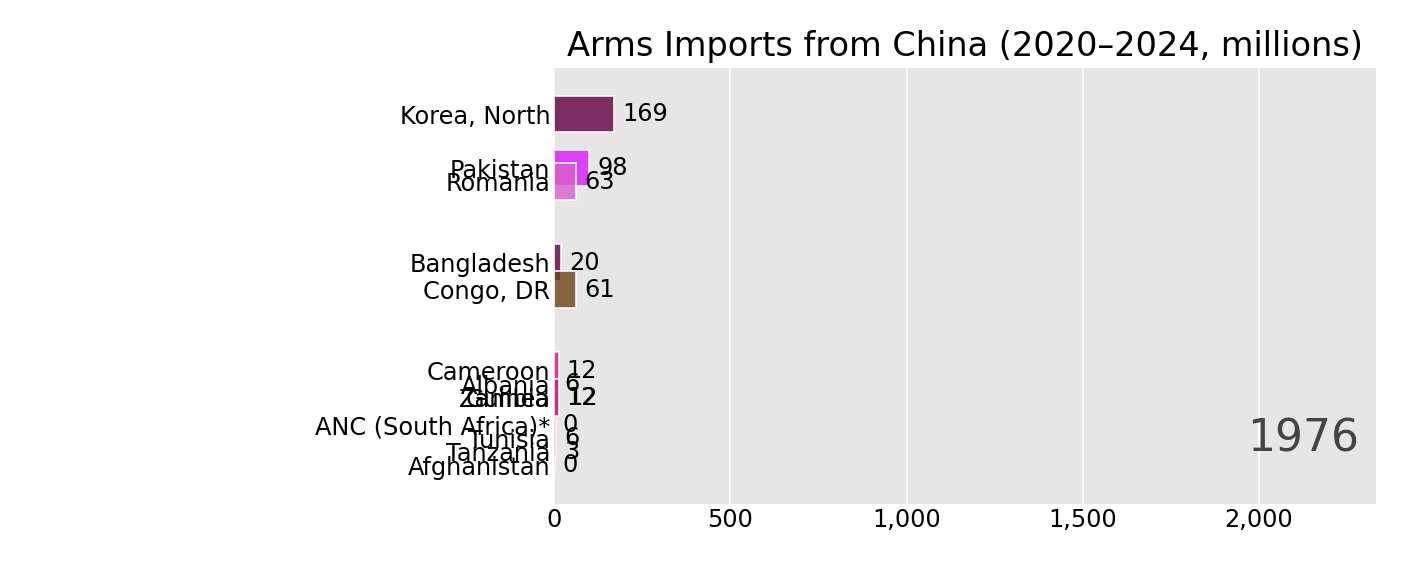 Arms Imports from China (2020–2024, millions)
Korea, North 169
Pakistan 98
Romania 63
Bangladesh 20
Congo, DR 61
Cameroon 12
Albania 6
12
ANC (South Africa)* 0
Tunisia 6
Tanzania 3
Afghanistan 0
1976
0 500 1,000 1,500 2,000